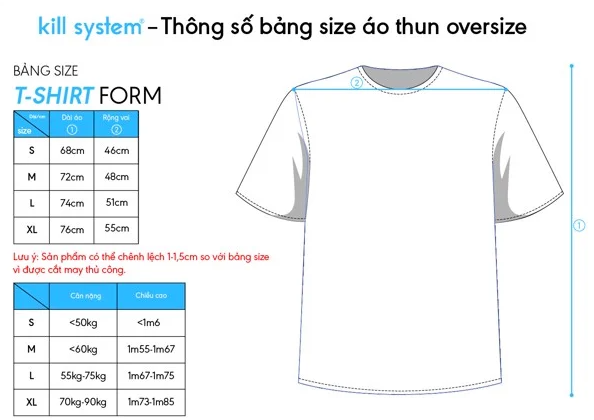 kill system® – Thông số bảng size áo thun oversize
BẢNG SIZE
T-SHIRT FORM
Dài/cm Dài áo Rộng vai
size 1 2
S 68cm 46cm
M 72cm 48cm
L 74cm 51cm
XL 76cm 55cm
Lưu ý: Sản phẩm có thể chênh lệch 1-1,5cm so với bảng size
vì được cắt may thủ công.
Cân nặng Chiều cao
S <50kg <1m6
M <60kg 1m55-1m67
L 55kg-75kg 1m67-1m75
XL 70kg-90kg 1m73-1m85
2
1